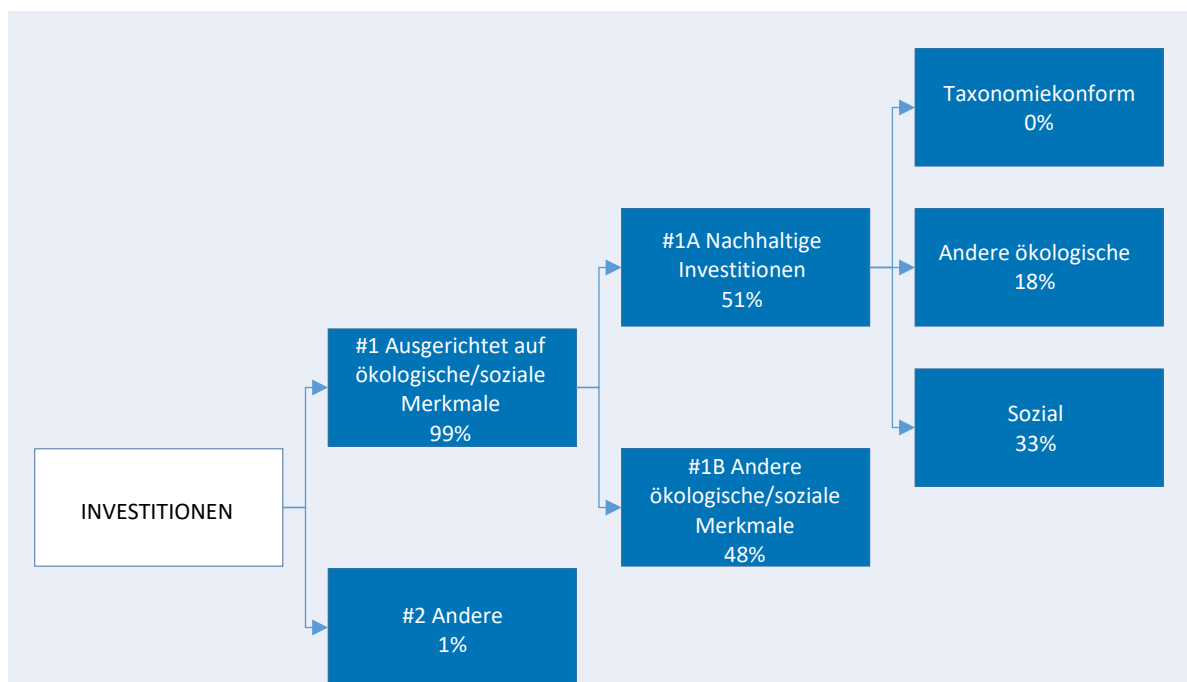 INVESTITIONEN
#1 Ausgerichtet auf
ökologische/soziale
Merkmale
99%
#2 Andere
1%
#1A Nachhaltige
Investitionen
51%
#1B Andere
ökologische/soziale
Merkmale
48%
Taxonomiekonform
0%
Andere ökologische
18%
Sozial
33%